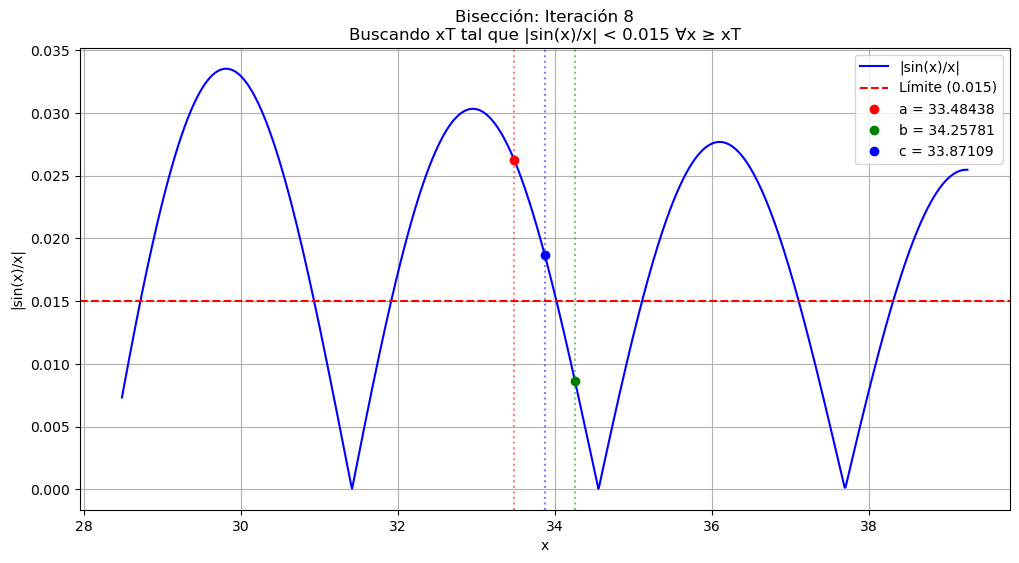 Bisección: Iteración 8
Buscando xT tal que |sin(x)/x| < 0.015 ∀x ≥ xT
|sin(x)/x|
Límite (0.015)
a = 33.48438
b = 34.25781
c = 33.87109
|sin(x)/x|
0.035
0.030
0.025
0.020
0.015
0.010
0.005
0.000
28
30
32
34
36
38
x